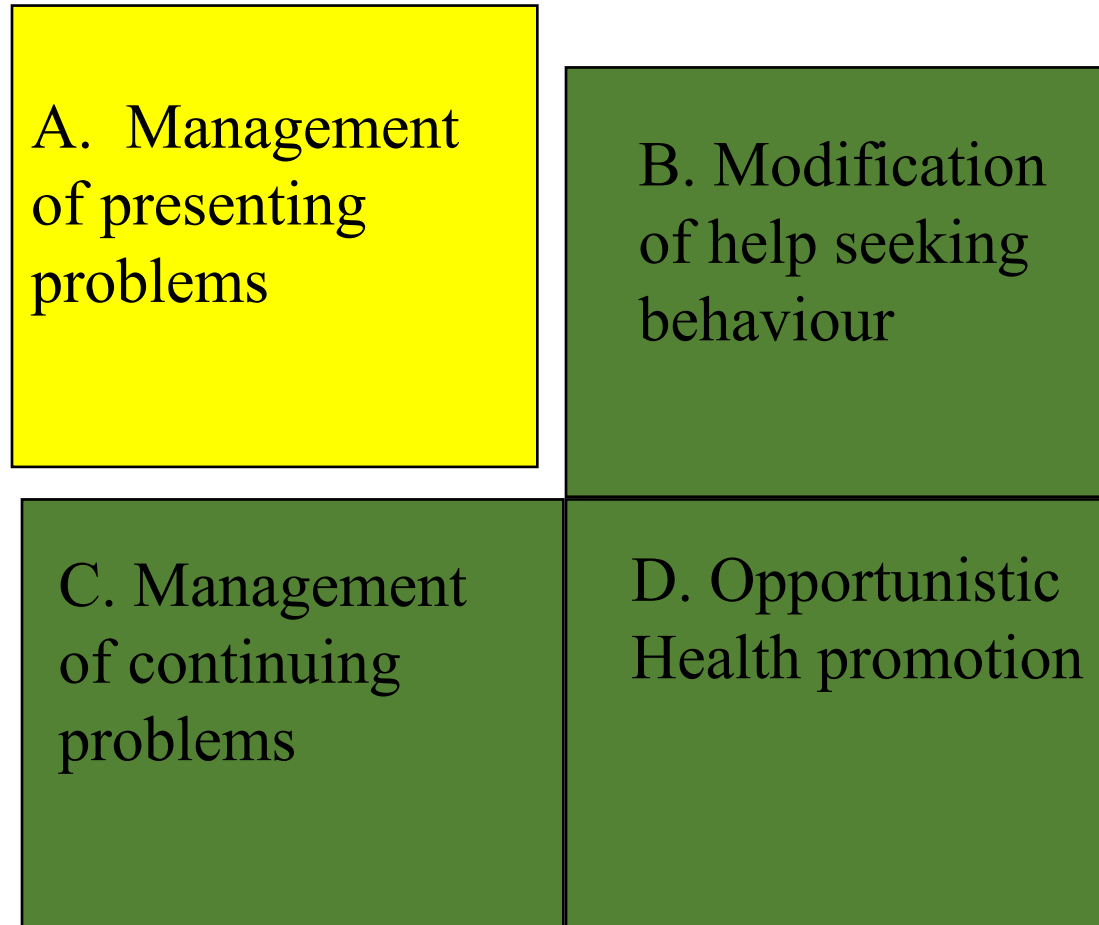 A.  Management
of presenting
problems
B. Modification
of help seeking
behaviour
C. Management
of continuing
problems
D. Opportunistic
Health promotion